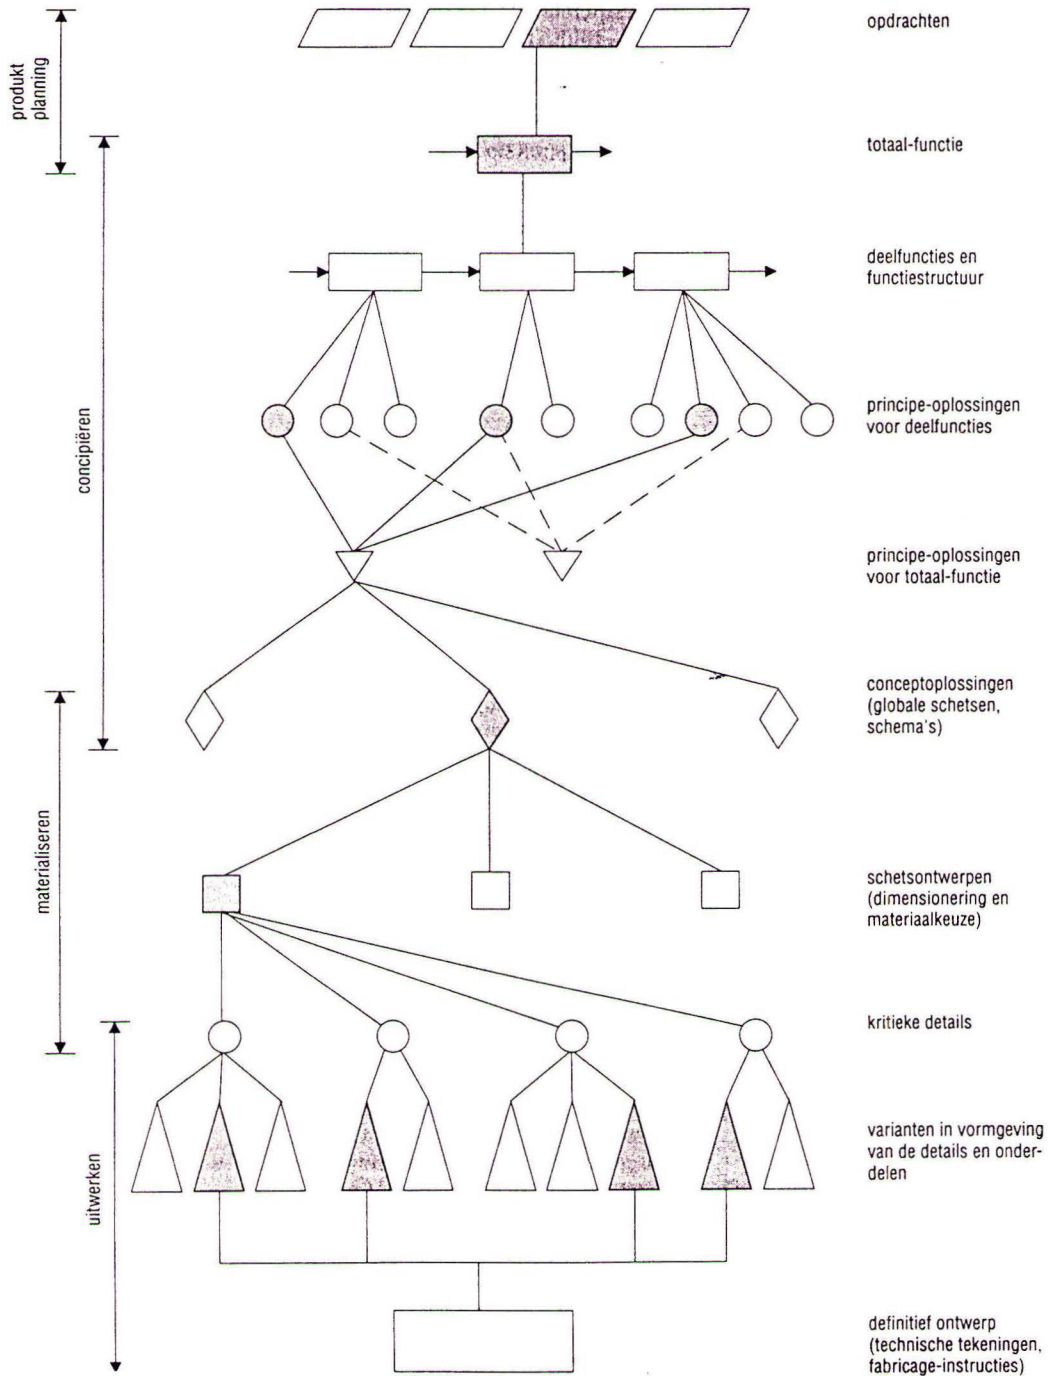 opdrachten
produkt
planning
totaal-functie
deelfuncties en
functiestructuur
principe-oplossingen
voor deelfuncties
concipiëren
principe-oplossingen
voor totaal-functie
conceptoplossingen
(globale schetsen,
schema's)
materialiseren
schetsontwerpen
(dimensionering en
materiaalkeuze)
kritieke details
varianten in vormgeving
van de details en onder-
delen
uitwerken
definitief ontwerp
(technische tekeningen,
fabricage-instructies)